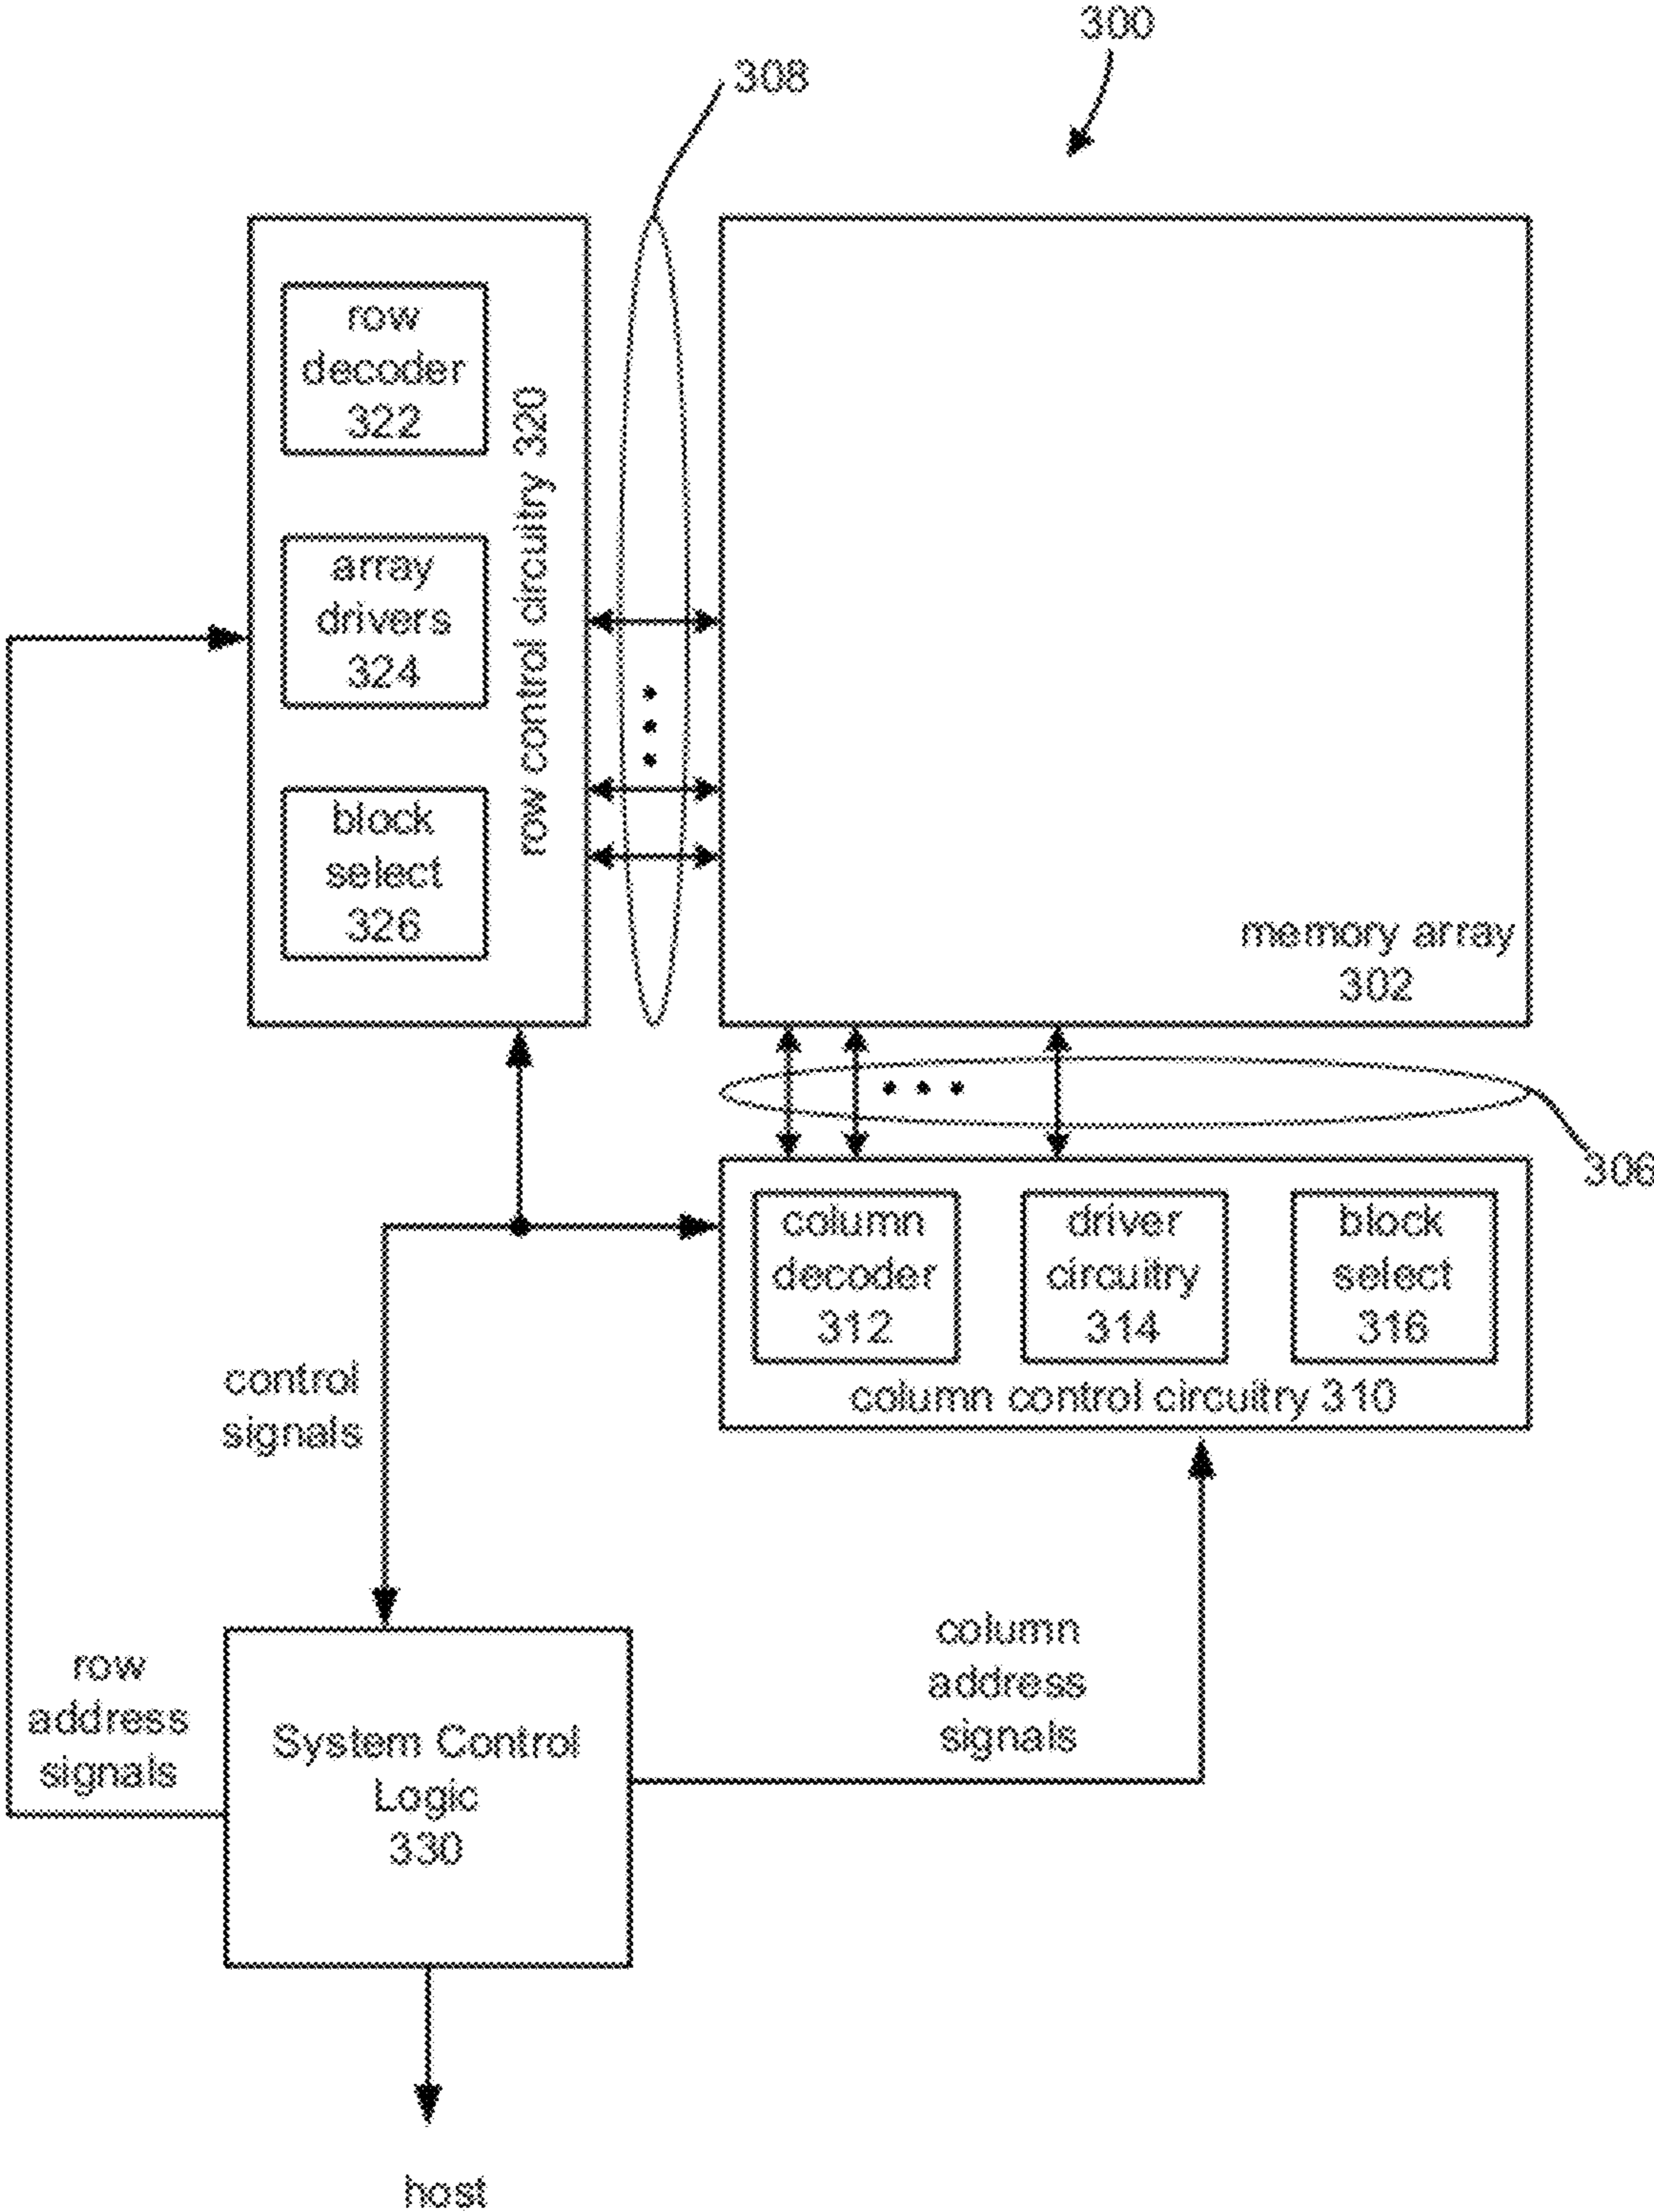 300
308
row
decoder
322
array
drivers
324
block
select
326
row control circuitry 320
memory array
302
306
column
decoder
312
driver
circuitry
314
block
select
316
column control circuitry 310
control
signals
row
address
signals
System Control
Logic
330
column
address
signals
host